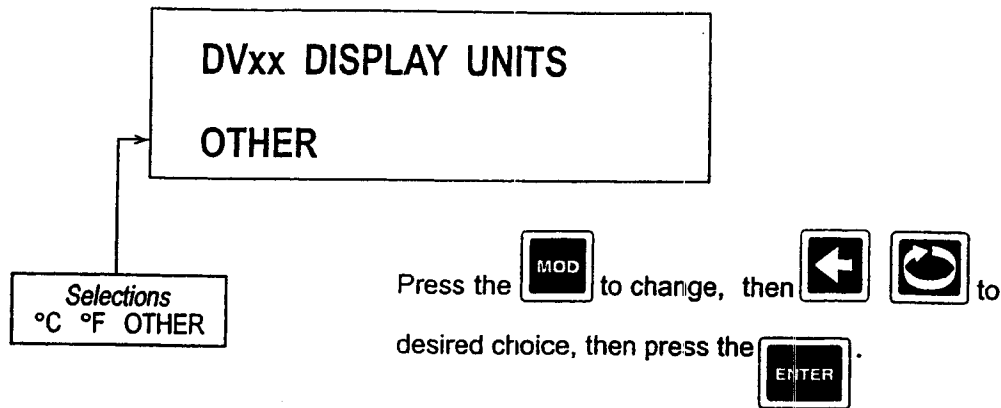 DVxx DISPLAY UNITS
OTHER
Selections
°C °F OTHER
Press the MOD to change, then to
desired choice, then press the ENTER .